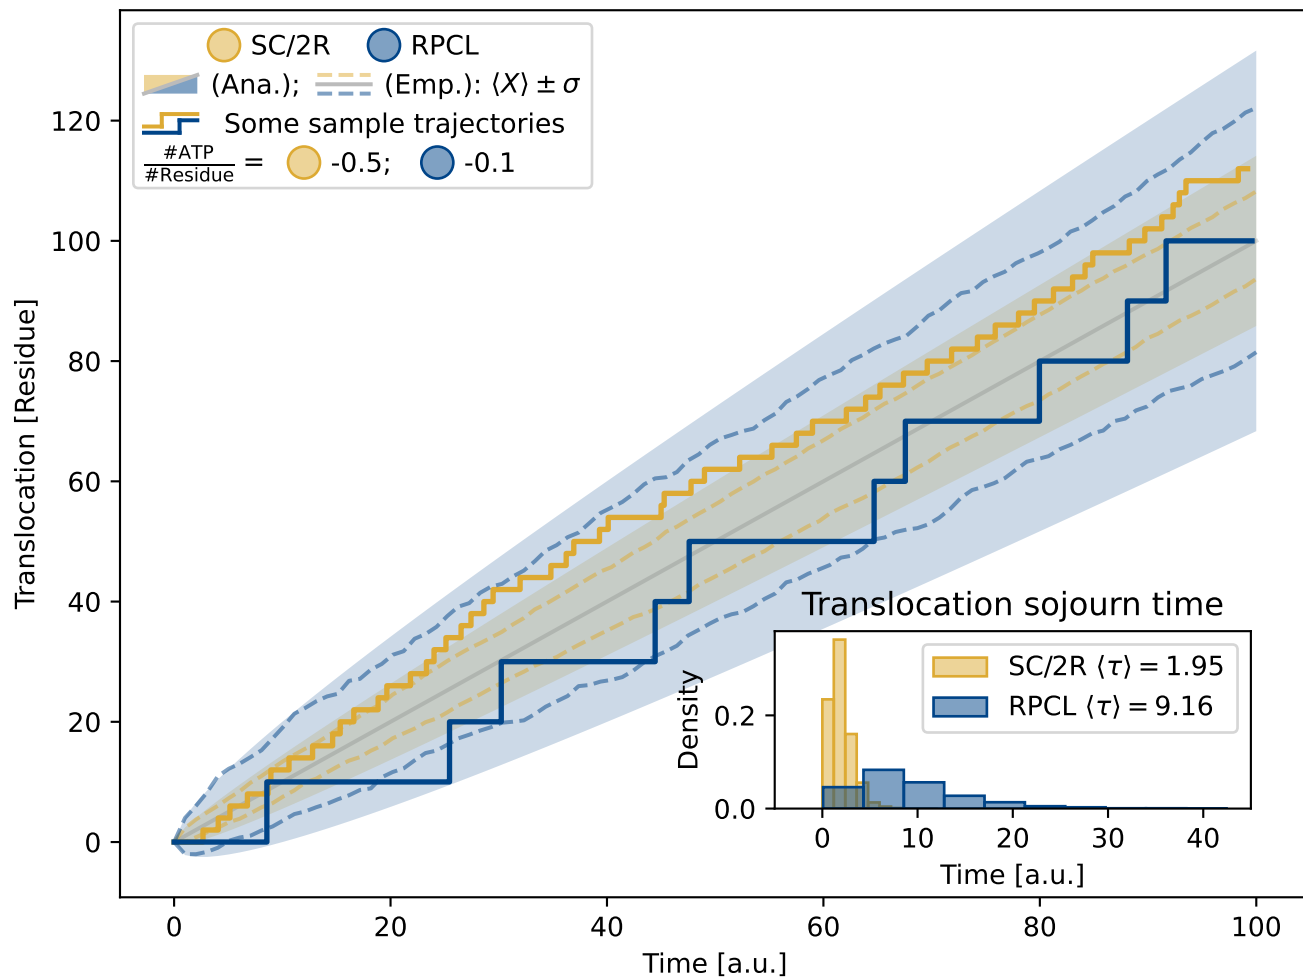 SC/2R RPCL
(Ana.); (Emp.): ⟨X⟩ ± σ
Some sample trajectories
#ATP/#Residue = -0.5; -0.1
Translocation [Residue]
120
100
80
60
40
20
0
0 20 40 60 80 100
Time [a.u.]
Translocation sojourn time
SC/2R ⟨τ⟩ = 1.95
RPCL ⟨τ⟩ = 9.16
Density
0.2
0.0
0 10 20 30 40
Time [a.u.]